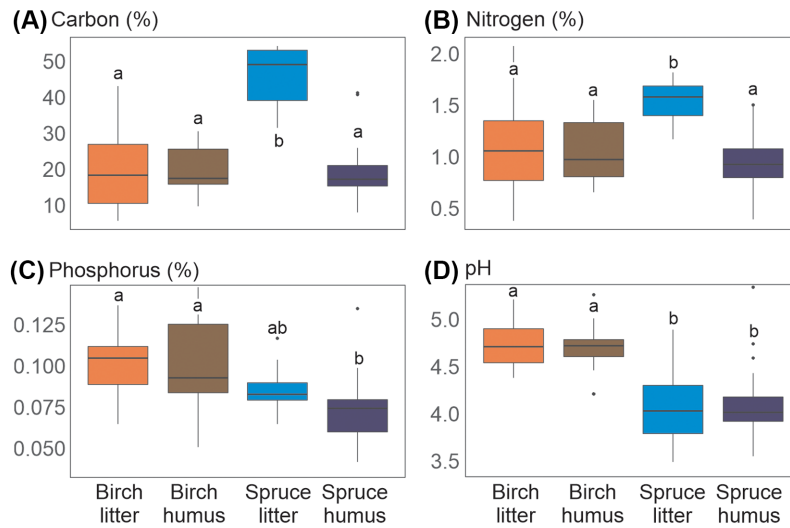 (A) Carbon (%)
50
40
30
20
10
a
a
b
a
(B) Nitrogen (%)
2.0
1.5
1.0
0.5
a
a
b
a
(C) Phosphorus (%)
0.125
0.100
0.075
0.050
a
a
ab
b
Birch litter
Birch humus
Spruce litter
Spruce humus
(D) pH
5.0
4.5
4.0
3.5
a
a
b
b
Birch litter
Birch humus
Spruce litter
Spruce humus